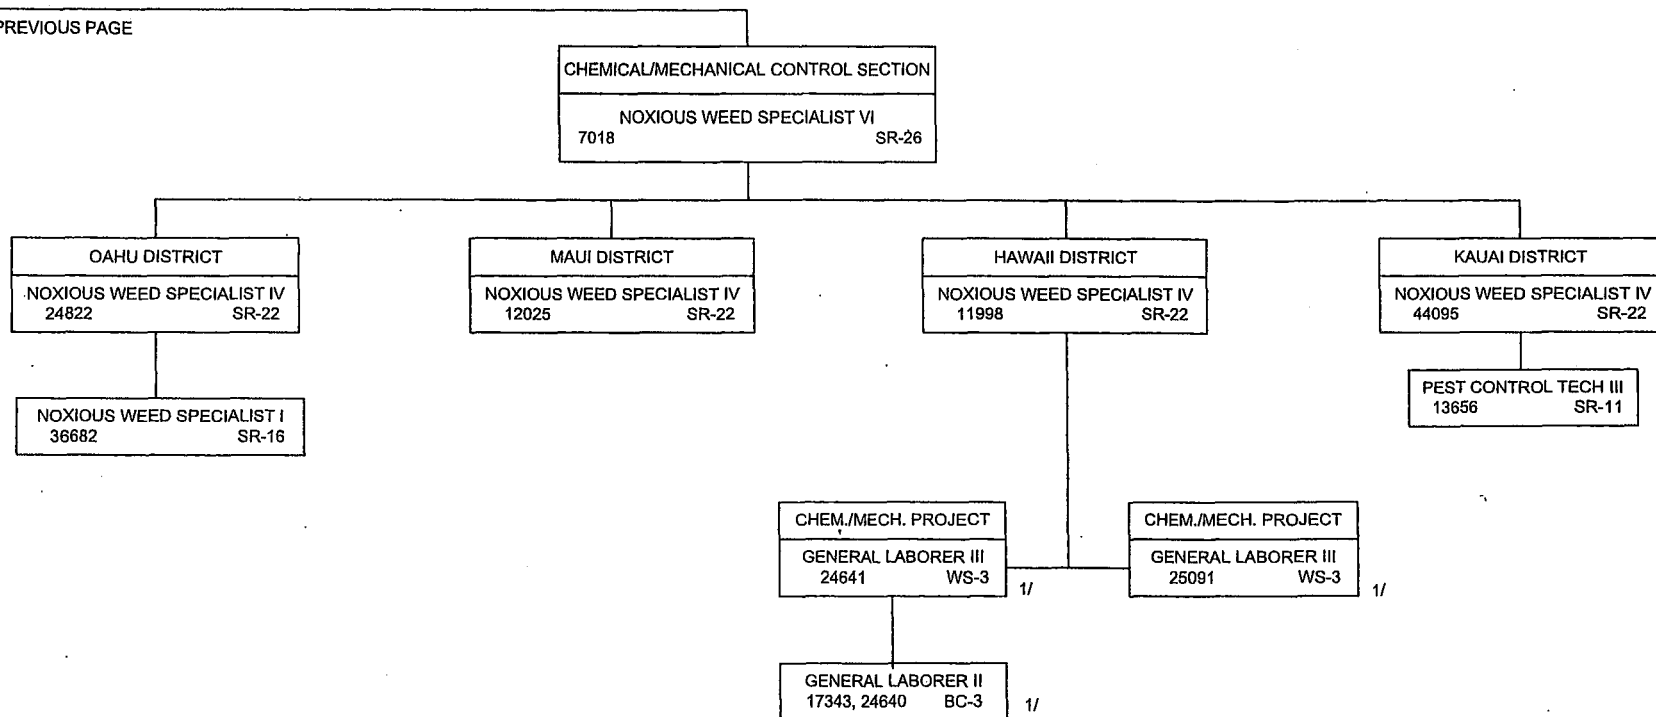 PREVIOUS PAGE
CHEMICAL/MECHANICAL CONTROL SECTION
NOXIOUS WEED SPECIALIST VI
7018 SR-26
OAHU DISTRICT
NOXIOUS WEED SPECIALIST IV
24822 SR-22
NOXIOUS WEED SPECIALIST I
36682 SR-16
MAUI DISTRICT
NOXIOUS WEED SPECIALIST IV
12025 SR-22
HAWAII DISTRICT
NOXIOUS WEED SPECIALIST IV
11998 SR-22
KAUAI DISTRICT
NOXIOUS WEED SPECIALIST IV
44095 SR-22
PEST CONTROL TECH III
13656 SR-11
CHEM./MECH. PROJECT
GENERAL LABORER III
24641 WS-3
1/
CHEM./MECH. PROJECT
GENERAL LABORER III
25091 WS-3
1/
GENERAL LABORER II
17343, 24640 BC-3
1/